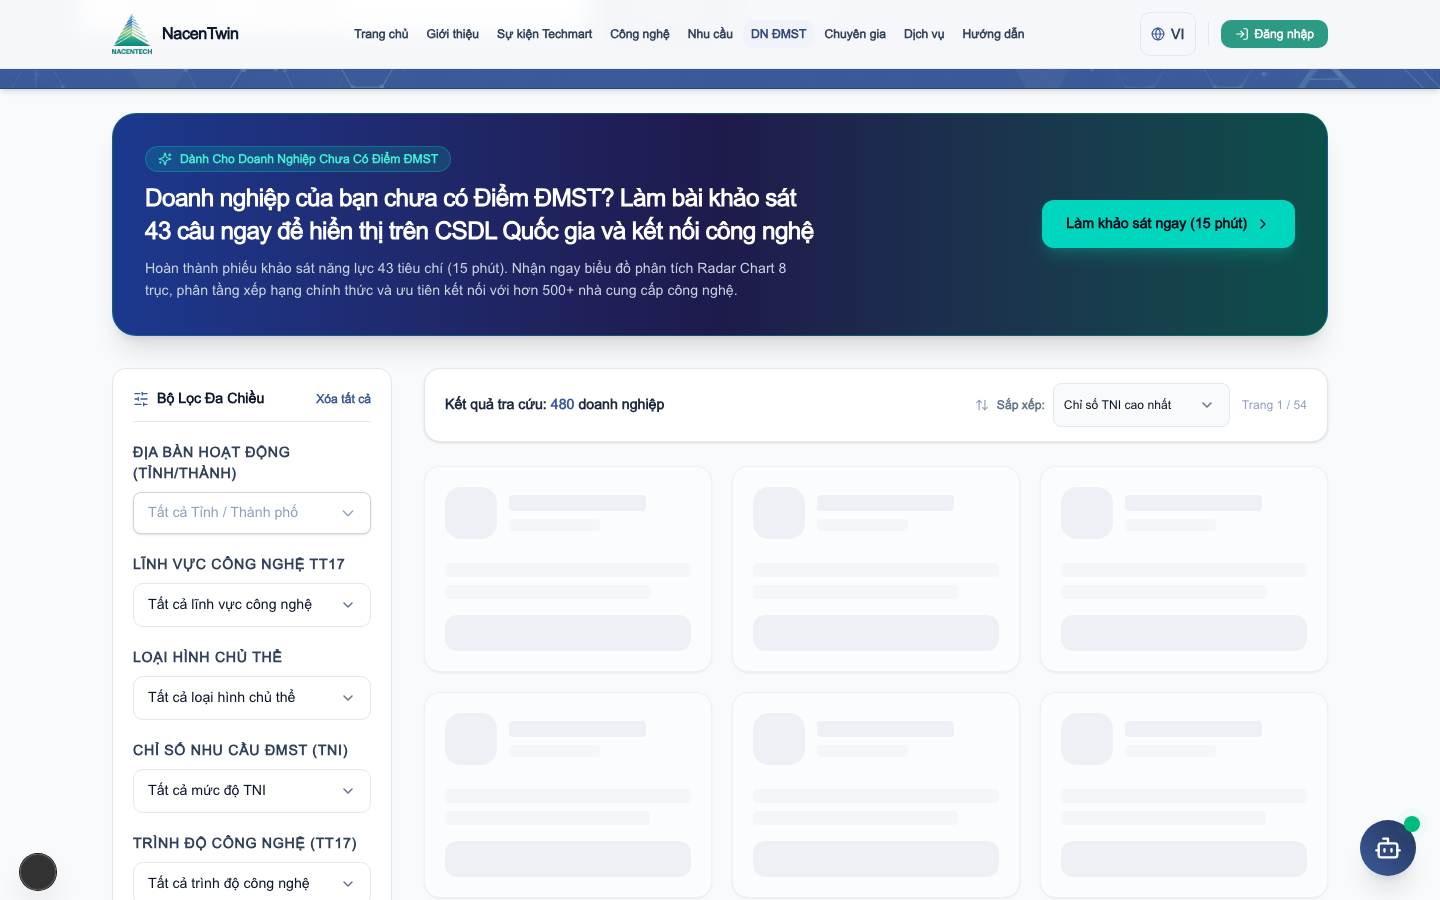 NACENTECH
NacenTwin
Trang chủ
Giới thiệu
Sự kiện Techmart
Công nghệ
Nhu cầu
DN ĐMST
Chuyên gia
Dịch vụ
Hướng dẫn
VI
Đăng nhập
Dành Cho Doanh Nghiệp Chưa Có Điểm ĐMST
Doanh nghiệp của bạn chưa có Điểm ĐMST? Làm bài khảo sát
43 câu ngay để hiển thị trên CSDL Quốc gia và kết nối công nghệ
Hoàn thành phiếu khảo sát năng lực 43 tiêu chí (15 phút). Nhận ngay biểu đồ phân tích Radar Chart 8
trục, phân tầng xếp hạng chính thức và ưu tiên kết nối với hơn 500+ nhà cung cấp công nghệ.
Làm khảo sát ngay (15 phút)
Bộ Lọc Đa Chiều
Xóa tất cả
ĐỊA BÀN HOẠT ĐỘNG
(TỈNH/THÀNH)
Tất cả Tỉnh / Thành phố
LĨNH VỰC CÔNG NGHỆ TT17
Tất cả lĩnh vực công nghệ
LOẠI HÌNH CHỦ THỂ
Tất cả loại hình chủ thể
CHỈ SỐ NHU CẦU ĐMST (TNI)
Tất cả mức độ TNI
TRÌNH ĐỘ CÔNG NGHỆ (TT17)
Tất cả trình độ công nghệ
Kết quả tra cứu: 480 doanh nghiệp
Sắp xếp:
Chỉ số TNI cao nhất
Trang 1 / 54